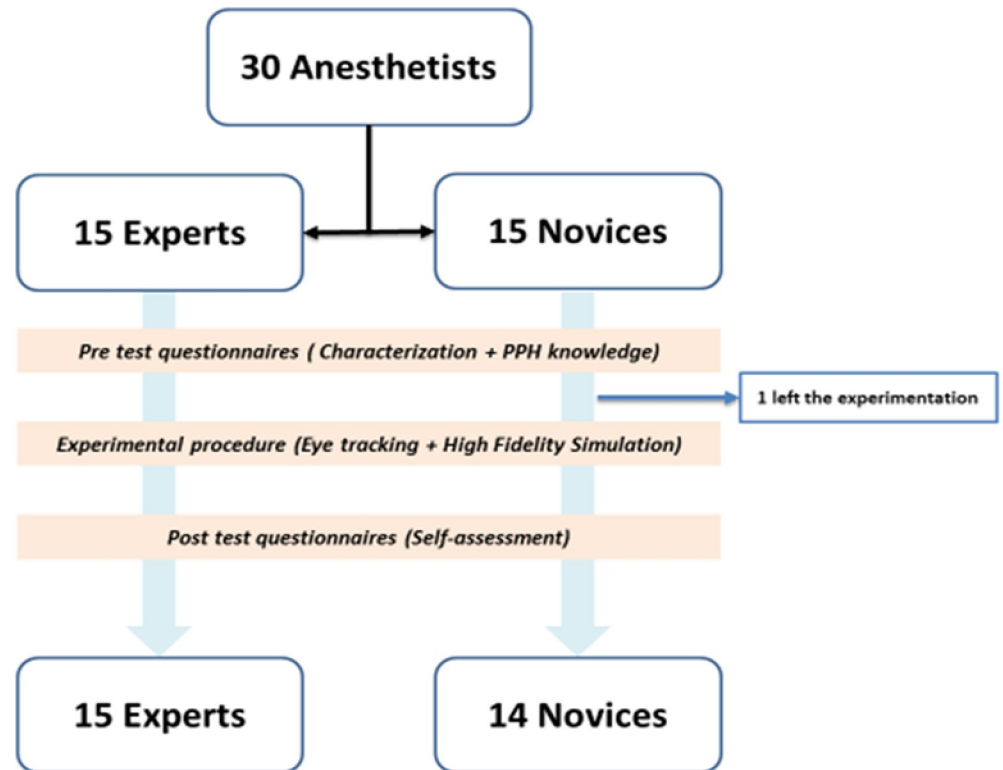 30 Anesthetists
15 Experts
15 Novices
Pre test questionnaires ( Characterization + PPH knowledge)
1 left the experimentation
Experimental procedure (Eye tracking + High Fidelity Simulation)
Post test questionnaires (Self-assessment)
15 Experts
14 Novices